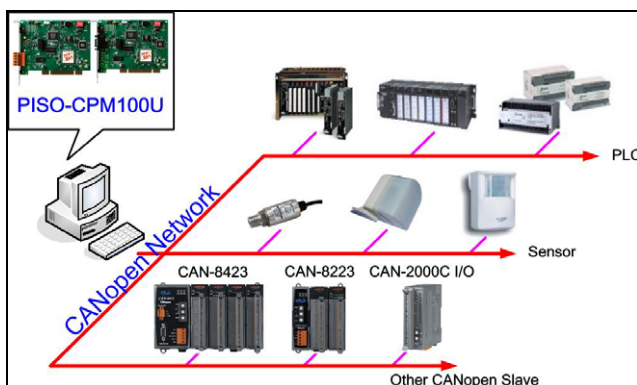 PISO-CPM100U
PLC
CANopen Network
Sensor
CAN-8423
CAN-8223
CAN-2000C I/O
Other CANopen Slave